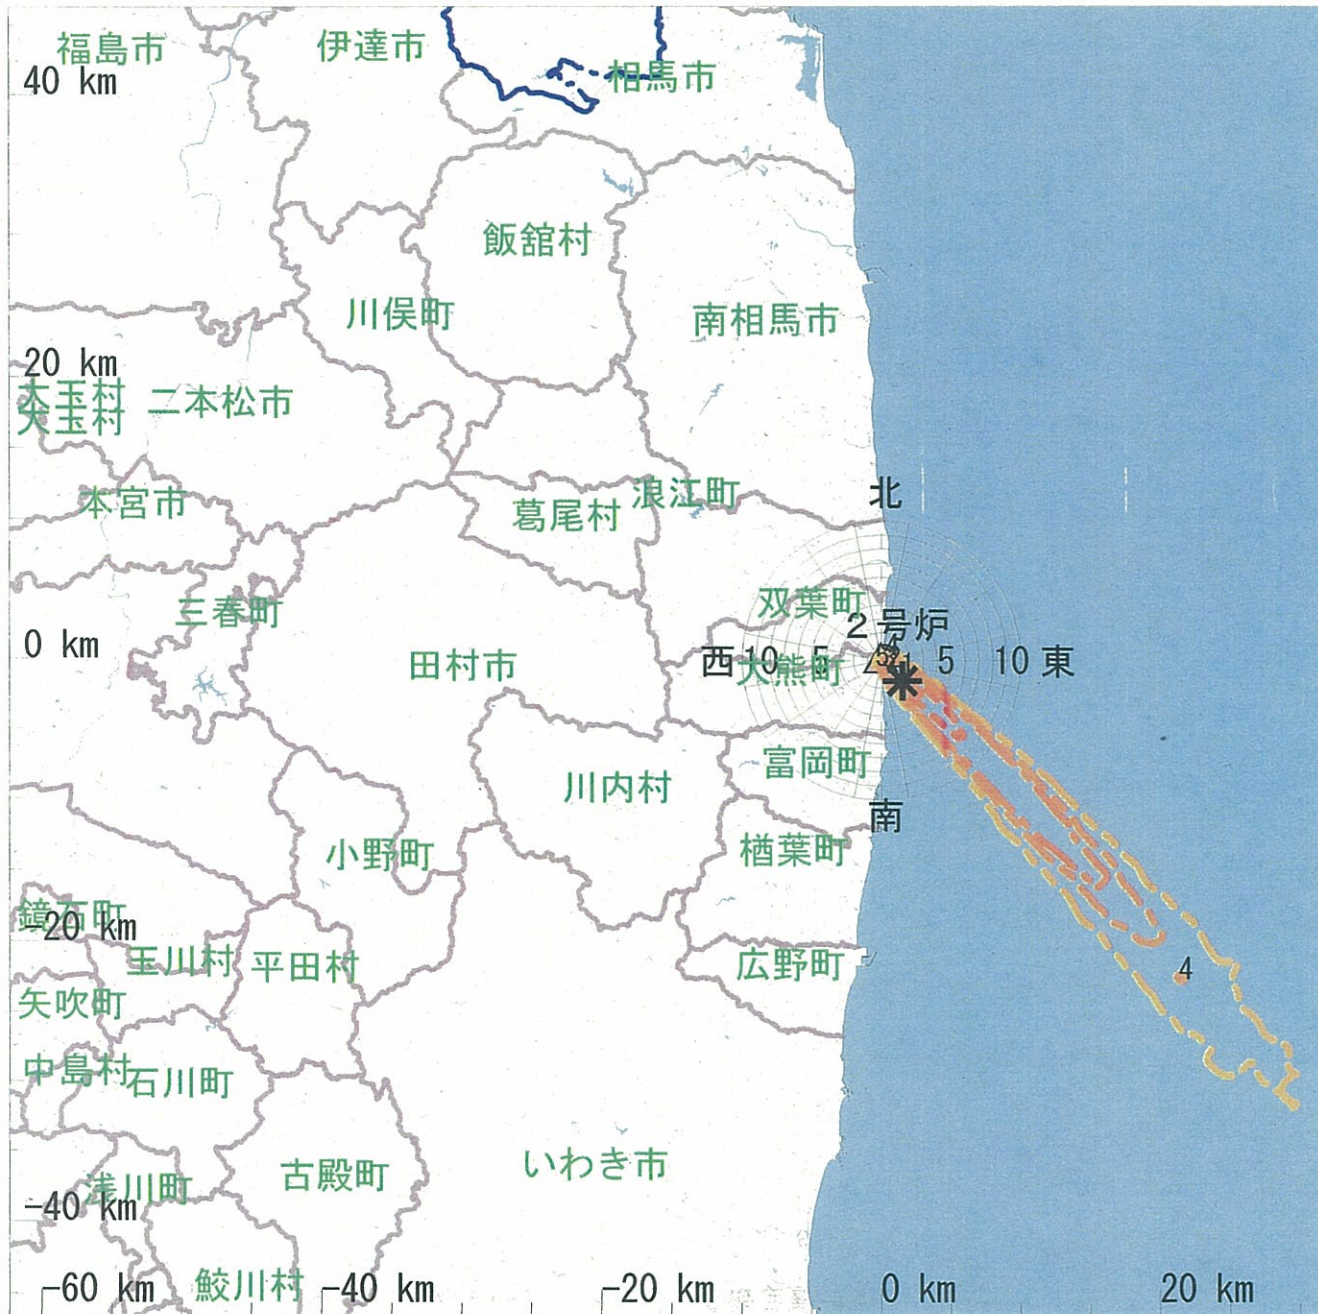 福島市
伊達市
相馬市
40 km
飯舘村
川俣町
南相馬市
20 km
大玉村
大玉村
二本松市
本宮市
葛尾村
浪江町
北
三春町
双葉町
2号炉
0 km
田村市
西
10
5
大熊町
5
10
東
富岡町
川内村
南
小野町
楢葉町
鏡石町
-20 km
玉川村
平田村
広野町
4
矢吹町
中島村
石川町
いわき市
古殿町
浅川町
-40 km
鮫川村
-60 km
-40 km
-20 km
0 km
20 km